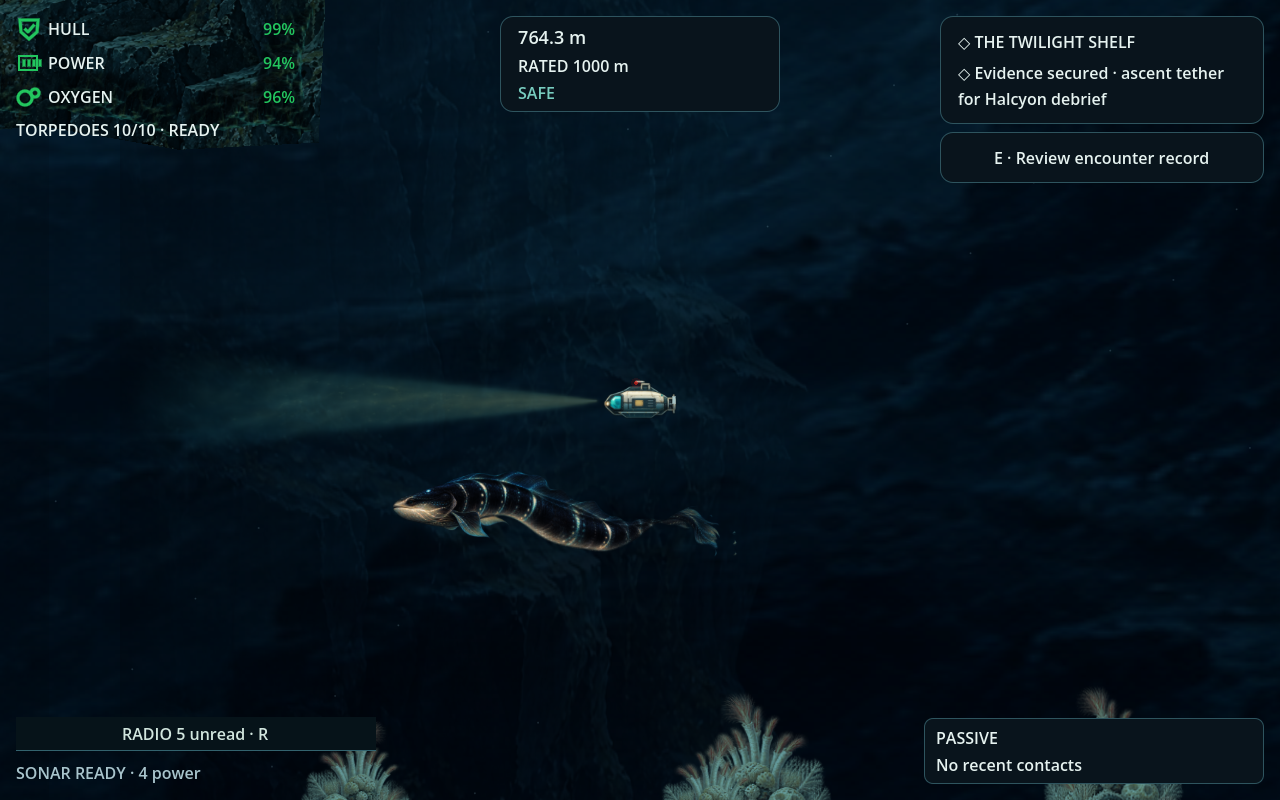 HULL 99%
POWER 94%
OXYGEN 96%
TORPEDOES 10/10 · READY
764.3 m
RATED 1000 m
SAFE
◇ THE TWILIGHT SHELF
◇ Evidence secured · ascent tether
for Halcyon debrief
E · Review encounter record
RADIO 5 unread · R
SONAR READY · 4 power
PASSIVE
No recent contacts